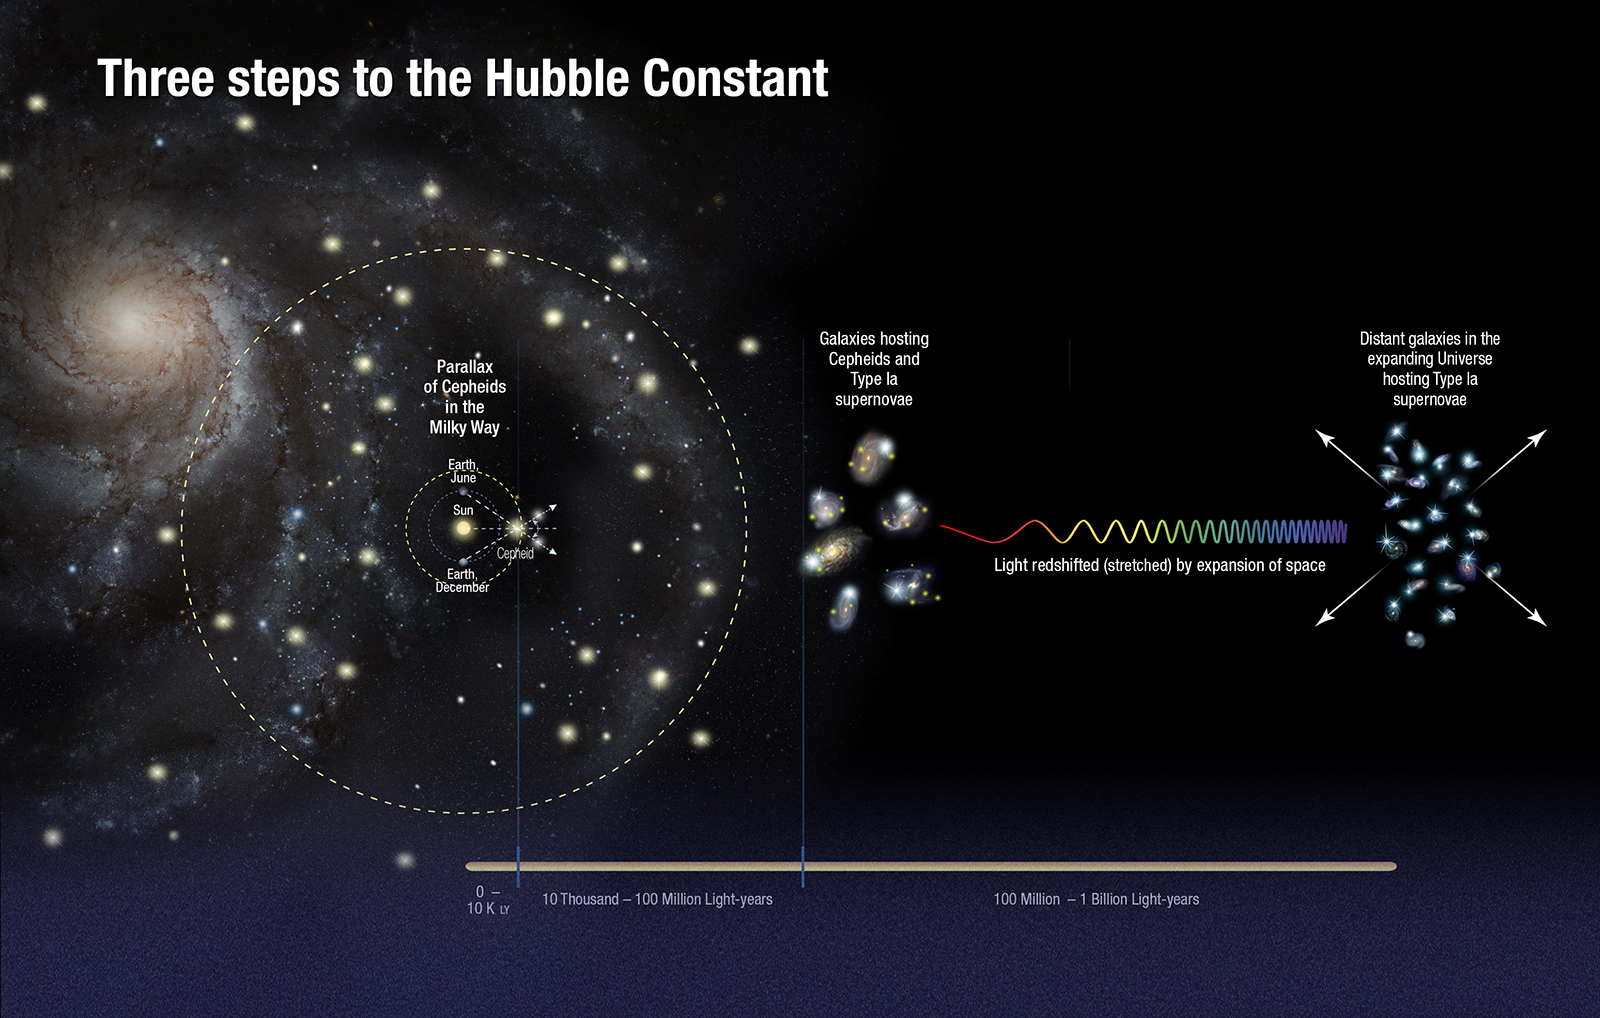 Three steps to the Hubble Constant
Parallax
of Cepheids
in the
Milky Way
Earth,
June
Sun
Cepheid
Earth,
December
Galaxies hosting
Cepheids and
Type Ia
supernovae
Light redshifted (stretched) by expansion of space
Distant galaxies in the
expanding Universe
hosting Type Ia
supernovae
0 –
10 K LY
10 Thousand – 100 Million Light-years
100 Million – 1 Billion Light-years